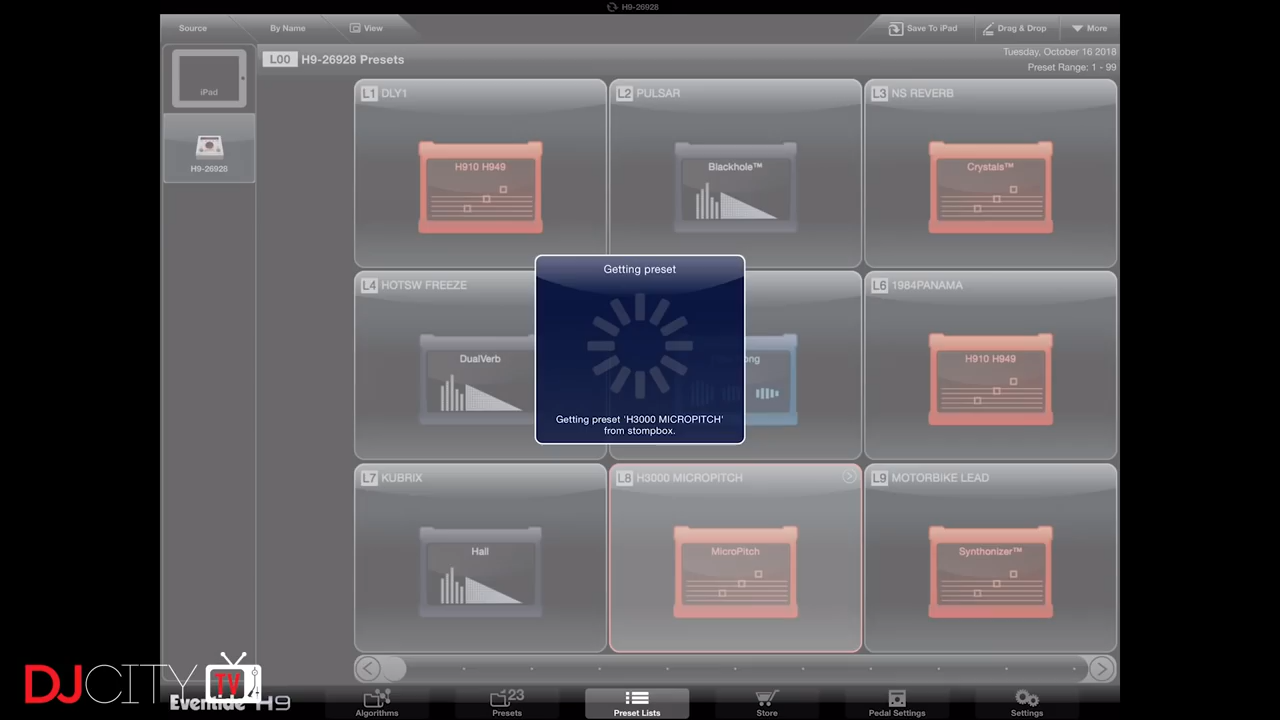 H9-26928
Source
By Name
View
Save To iPad
Drag & Drop
More
iPad
H9-26928
L00 H9-26928 Presets
Tuesday, October 16 2018
Preset Range: 1 - 99
L1 DLY1
H910 H949
L2 PULSAR
Blackhole™
L3 NS REVERB
Crystals™
L4 HOTSW FREEZE
DualVerb
L6 1984PANAMA
H910 H949
Getting preset
Getting preset 'H3000 MICROPITCH'
from stompbox.
L7 KUBRIX
Hall
L8 H3000 MICROPITCH
MicroPitch
L9 MOTORBIKE LEAD
Synthonizer™
DJCITY
TV
Eventide H9
Algorithms
123
Presets
Preset Lists
Store
Pedal Settings
Settings